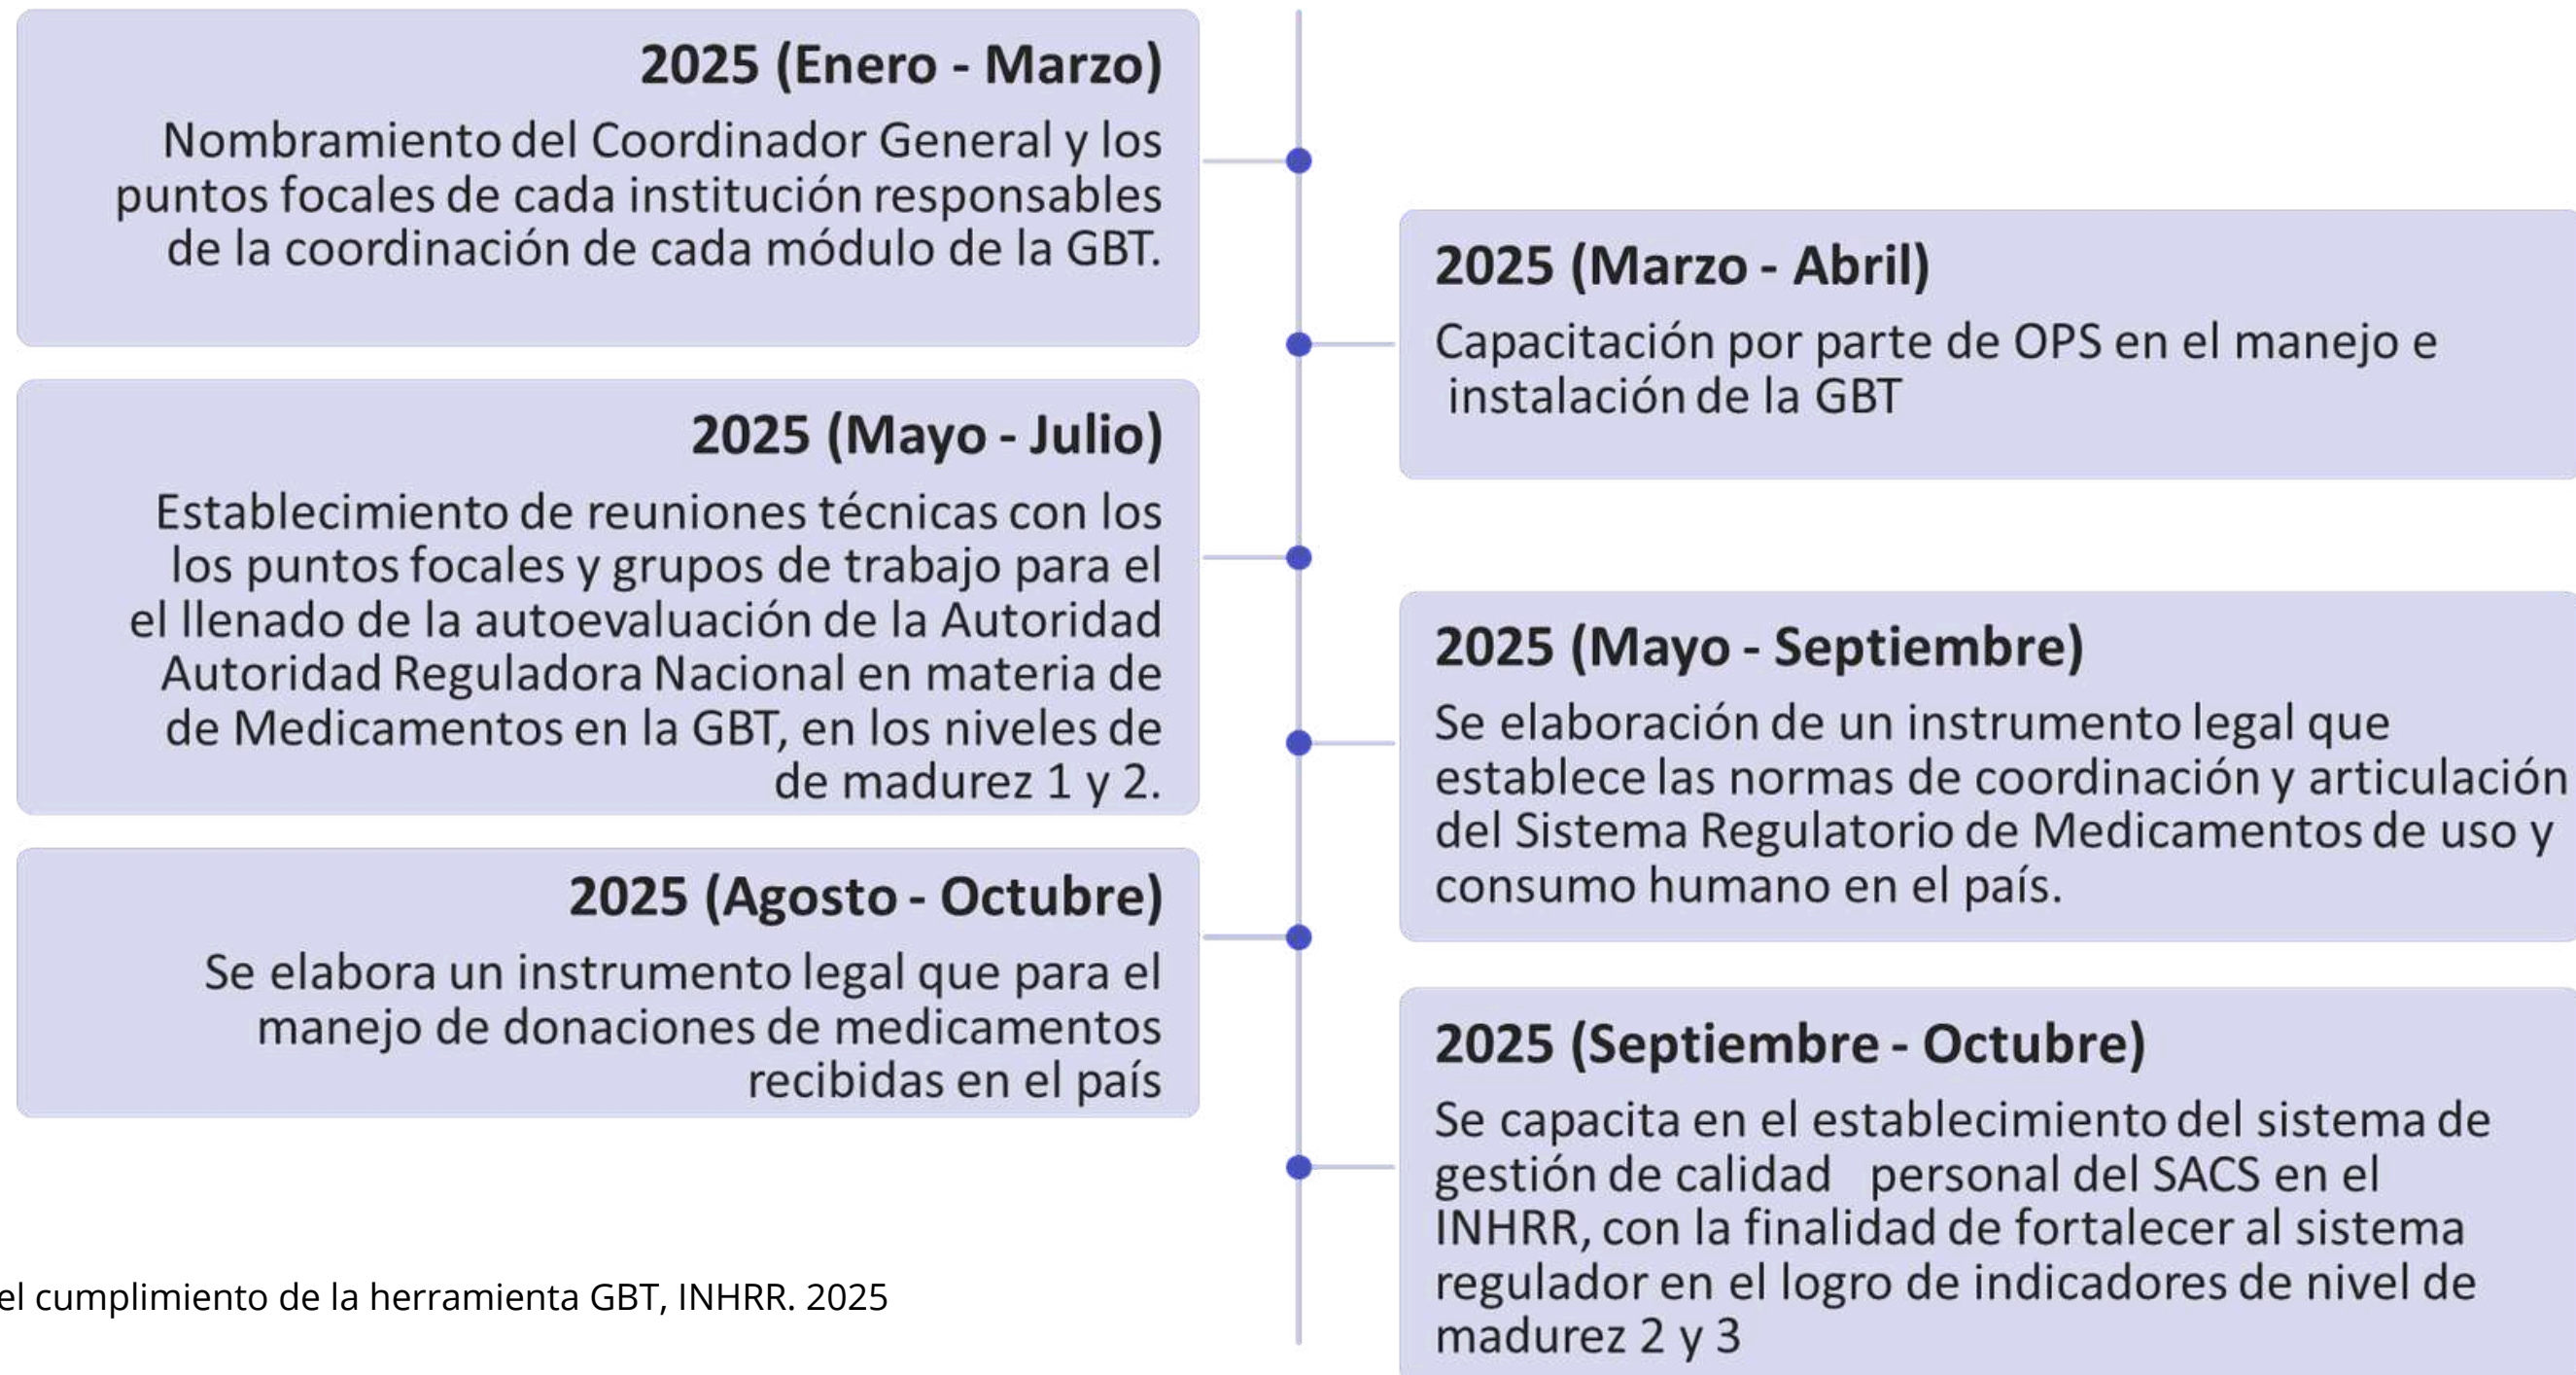 2025 (Enero - Marzo)
Nombramiento del Coordinador General y los
puntos focales de cada institución responsables
de la coordinación de cada módulo de la GBT.
2025 (Marzo - Abril)
Capacitación por parte de OPS en el manejo e
instalación de la GBT
2025 (Mayo - Julio)
Establecimiento de reuniones técnicas con los
los puntos focales y grupos de trabajo para el
el llenado de la autoevaluación de la Autoridad
Autoridad Reguladora Nacional en materia de
de Medicamentos en la GBT, en los niveles de
de madurez 1 y 2.
2025 (Mayo - Septiembre)
Se elaboración de un instrumento legal que
establece las normas de coordinación y articulación
del Sistema Regulatorio de Medicamentos de uso y
consumo humano en el país.
2025 (Agosto - Octubre)
Se elabora un instrumento legal que para el
manejo de donaciones de medicamentos
recibidas en el país
2025 (Septiembre - Octubre)
Se capacita en el establecimiento del sistema de
gestión de calidad personal del SACS en el
INHRR, con la finalidad de fortalecer al sistema
regulador en el logro de indicadores de nivel de
madurez 2 y 3
el cumplimiento de la herramienta GBT, INHRR. 2025